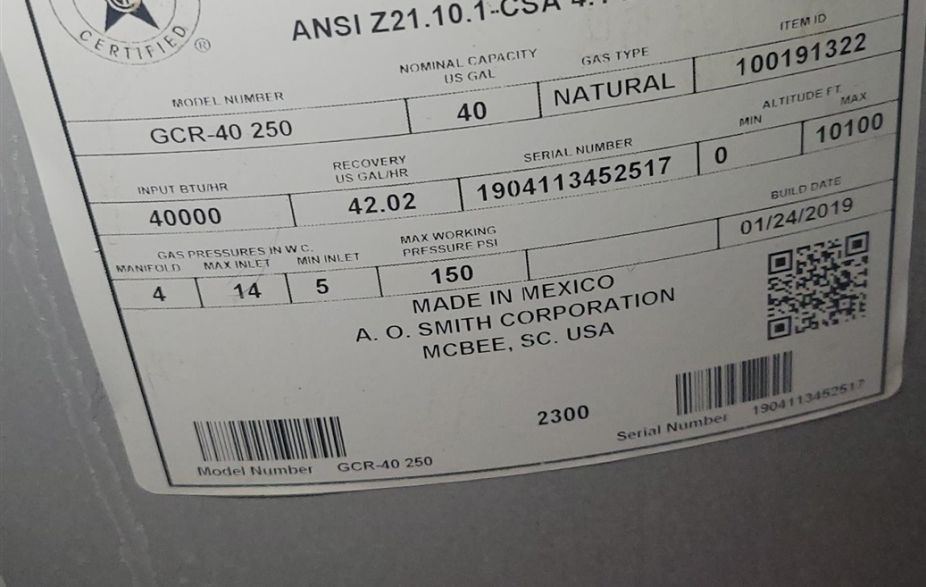 CERTIFIED ®
ANSI Z21.10.1-CSA
MODEL NUMBER NOMINAL CAPACITY US GAL GAS TYPE ITEM ID
GCR-40 250 40 NATURAL 100191322
INPUT BTU/HR RECOVERY US GAL/HR SERIAL NUMBER ALTITUDE FT. MIN MAX
40000 42.02 1904113452517 0 10100
GAS PRESSURES IN W C.
MANIFOLD MAX INLET MIN INLET MAX WORKING PRESSURE PSI BUILD DATE
4 14 5 150 01/24/2019
MADE IN MEXICO
A. O. SMITH CORPORATION
MCBEE, SC. USA
2300
Model Number GCR-40 250
Serial Number 1904113452517